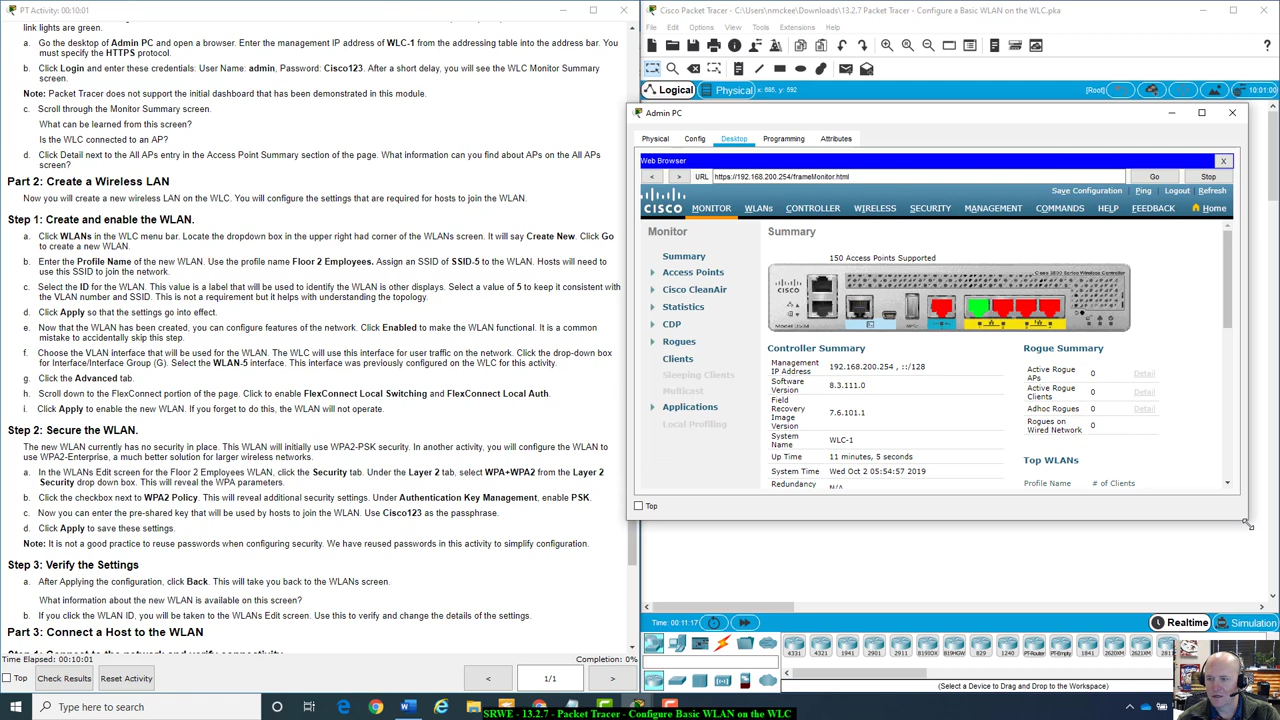 PT Activity: 00:10:01
link lights are green.
a. Go the desktop of Admin PC and open a browser. Enter the management IP address of WLC-1 from the addressing table into the address bar. You
must specify the HTTPS protocol.
b. Click Login and enter these credentials: User Name: admin, Password: Cisco123. After a short delay, you will see the WLC Monitor Summary
screen.
Note: Packet Tracer does not support the initial dashboard that has been demonstrated in this module.
c. Scroll through the Monitor Summary screen.
What can be learned from this screen?
Is the WLC connected to an AP?
d. Click Detail next to the All APs entry in the Access Point Summary section of the page. What information can you find about APs on the All APs
screen?
Part 2: Create a Wireless LAN
Now you will create a new wireless LAN on the WLC. You will configure the settings that are required for hosts to join the WLAN.
Step 1: Create and enable the WLAN.
a. Click WLANs in the WLC menu bar. Locate the dropdown box in the upper right had corner of the WLANs screen. It will say Create New. Click Go
to create a new WLAN.
b. Enter the Profile Name of the new WLAN. Use the profile name Floor 2 Employees. Assign an SSID of SSID-5 to the WLAN. Hosts will need to
use this SSID to join the network.
c. Select the ID for the WLAN. This value is a label that will be used to identify the WLAN in other displays. Select a value of 5 to keep it consistent with
the VLAN number and SSID. This is not a requirement but it helps with understanding the topology.
d. Click Apply so that the settings go into effect.
e. Now that the WLAN has been created, you can configure features of the network. Click Enabled to make the WLAN functional. It is a common
mistake to accidentally skip this step.
f. Choose the VLAN interface that will be used for the WLAN. The WLC will use this interface for user traffic on the network. Click the drop-down box
for Interface/Interface Group (G). Select the WLAN-5 interface. This interface was previously configured on the WLC for this activity.
g. Click the Advanced tab.
h. Scroll down to the FlexConnect portion of the page. Click to enable FlexConnect Local Switching and FlexConnect Local Auth.
i. Click Apply to enable the new WLAN. If you forget to do this, the WLAN will not operate.
Step 2: Secure the WLAN.
The new WLAN currently has no security in place. This WLAN will initially use WPA2-PSK security. In another activity, you will configure the WLAN to
use WPA2-Enterprise, a much better solution for larger wireless networks.
a. In the WLANs Edit screen for the Floor 2 Employees WLAN, click the Security tab. Under the Layer 2 tab, select WPA+WPA2 from the Layer 2
Security drop down box. This will reveal the WPA parameters.
b. Click the checkbox next to WPA2 Policy. This will reveal additional security settings. Under Authentication Key Management, enable PSK.
c. Now you can enter the pre-shared key that will be used by hosts to join the WLAN. Use Cisco123 as the passphrase.
d. Click Apply to save these settings.
Note: It is not a good practice to reuse passwords when configuring security. We have reused passwords in this activity to simplify configuration.
Step 3: Verify the Settings
a. After Applying the configuration, click Back. This will take you back to the WLANs screen.
What information about the new WLAN is available on this screen?
b. If you click the WLAN ID, you will be taken to the WLANs Edit screen. Use this to verify and change the details of the settings.
Part 3: Connect a Host to the WLAN
Time Elapsed: 00:10:01 Completion: 0%
Top Check Results Reset Activity < 1/1 >
Cisco Packet Tracer - C:\Users\nmckee\Downloads\13.2.7 Packet Tracer - Configure a Basic WLAN on the WLC.pka
File Edit Options View Tools Extensions Help
Logical Physical x: 685, y: 592 [Root] 10:01:00
Admin PC
Physical Config Desktop Programming Attributes
Web Browser X
< > URL https://192.168.200.254/frameMonitor.html Go Stop
Save Configuration Ping Logout Refresh
CISCO MONITOR WLANs CONTROLLER WIRELESS SECURITY MANAGEMENT COMMANDS HELP FEEDBACK Home
Monitor
Summary
Access Points
Cisco CleanAir
Statistics
CDP
Rogues
Clients
Sleeping Clients
Multicast
Applications
Local Profiling
Summary
150 Access Points Supported
CISCO
Controller Summary
Management
IP Address 192.168.200.254 , ::/128
Software
Version 8.3.111.0
Field
Recovery
Image
Version 7.6.101.1
System
Name WLC-1
Up Time 11 minutes, 5 seconds
System Time Wed Oct 2 05:54:57 2019
Redundancy N/A
Rogue Summary
Active Rogue
APs 0 Detail
Active Rogue
Clients 0 Detail
Adhoc Rogues 0 Detail
Rogues on
Wired Network 0
Top WLANs
Profile Name # of Clients
Top
Time: 00:11:17 Realtime Simulation
4331 4321 1941 2901 2911 819IOX 819HGW 829 1240 PT-Router PT-Empty 1841 2620XM 2621XM
(Select a Device to Drag and Drop to the Workspace)
Type here to search
SRWE - 13.2.7 - Packet Tracer - Configure Basic WLAN on the WLC